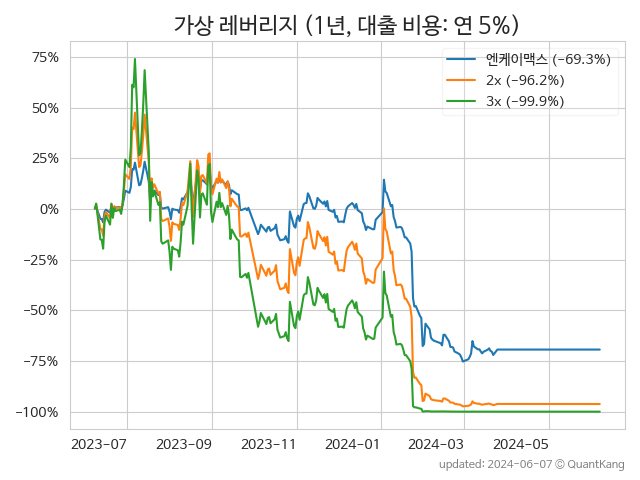 가상 레버리지 (1년, 대출 비용: 연 5%)
엔케이맥스 (−69.3%)
2x (−96.2%)
3x (−99.9%)
75%
50%
25%
0%
−25%
−50%
−75%
−100%
2023-07 2023-09 2023-11 2024-01 2024-03 2024-05
updated: 2024-06-07 © QuantKang